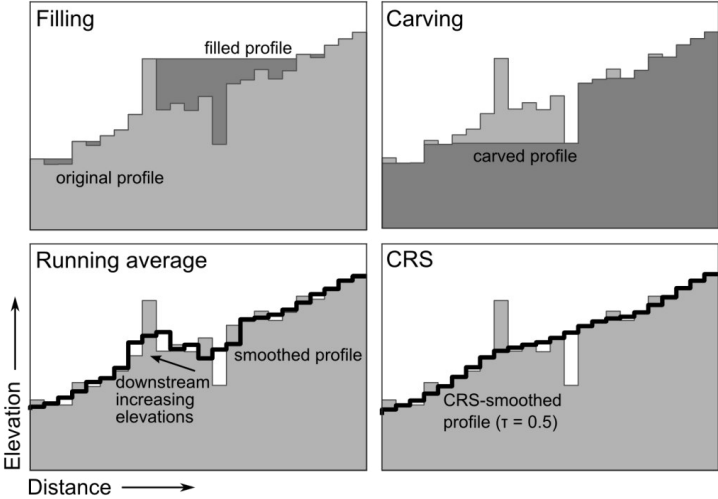 Filling
filled profile
original profile
Carving
carved profile
Running average
smoothed profile
downstream
increasing
elevations
CRS
CRS-smoothed
profile (τ = 0.5)
Elevation
Distance